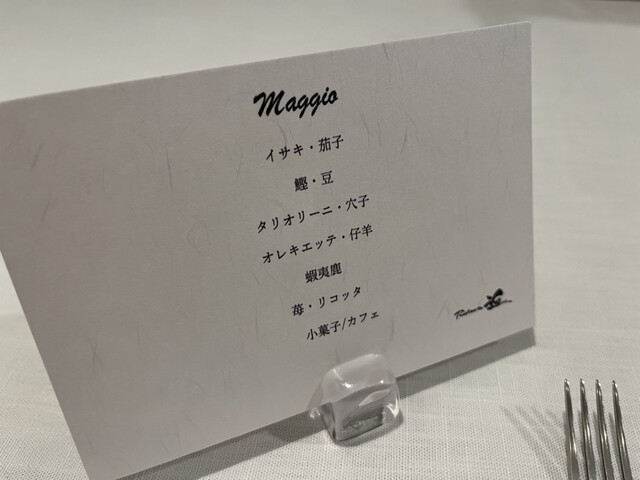 Maggio
イサキ・茄子
鰹・豆
タリオリーニ・穴子
オレキエッテ・仔羊
蝦夷鹿
苺・リコッタ
小菓子/カフェ